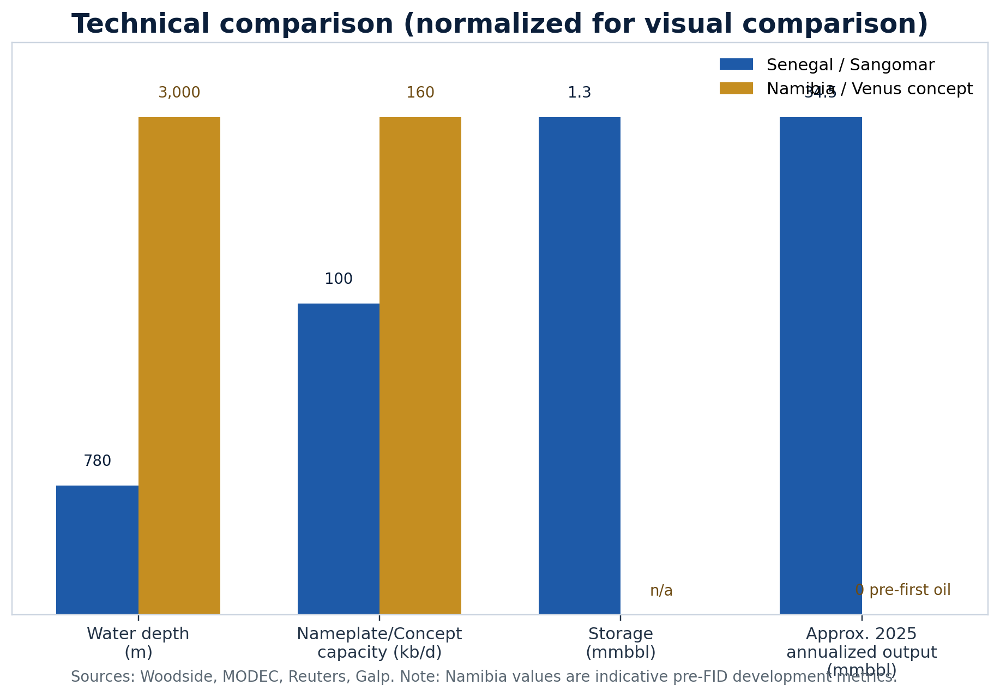 Technical comparison (normalized for visual comparison)
Senegal / Sangomar
Namibia / Venus concept
3,000
160
1.3
34.5
100
780
n/a
0 pre-first oil
Water depth
(m)
Nameplate/Concept
capacity (kb/d)
Storage
(mmbbl)
Approx. 2025
annualized output
(mmbbl)
Sources: Woodside, MODEC, Reuters, Galp. Note: Namibia values are indicative pre-FID development metrics.